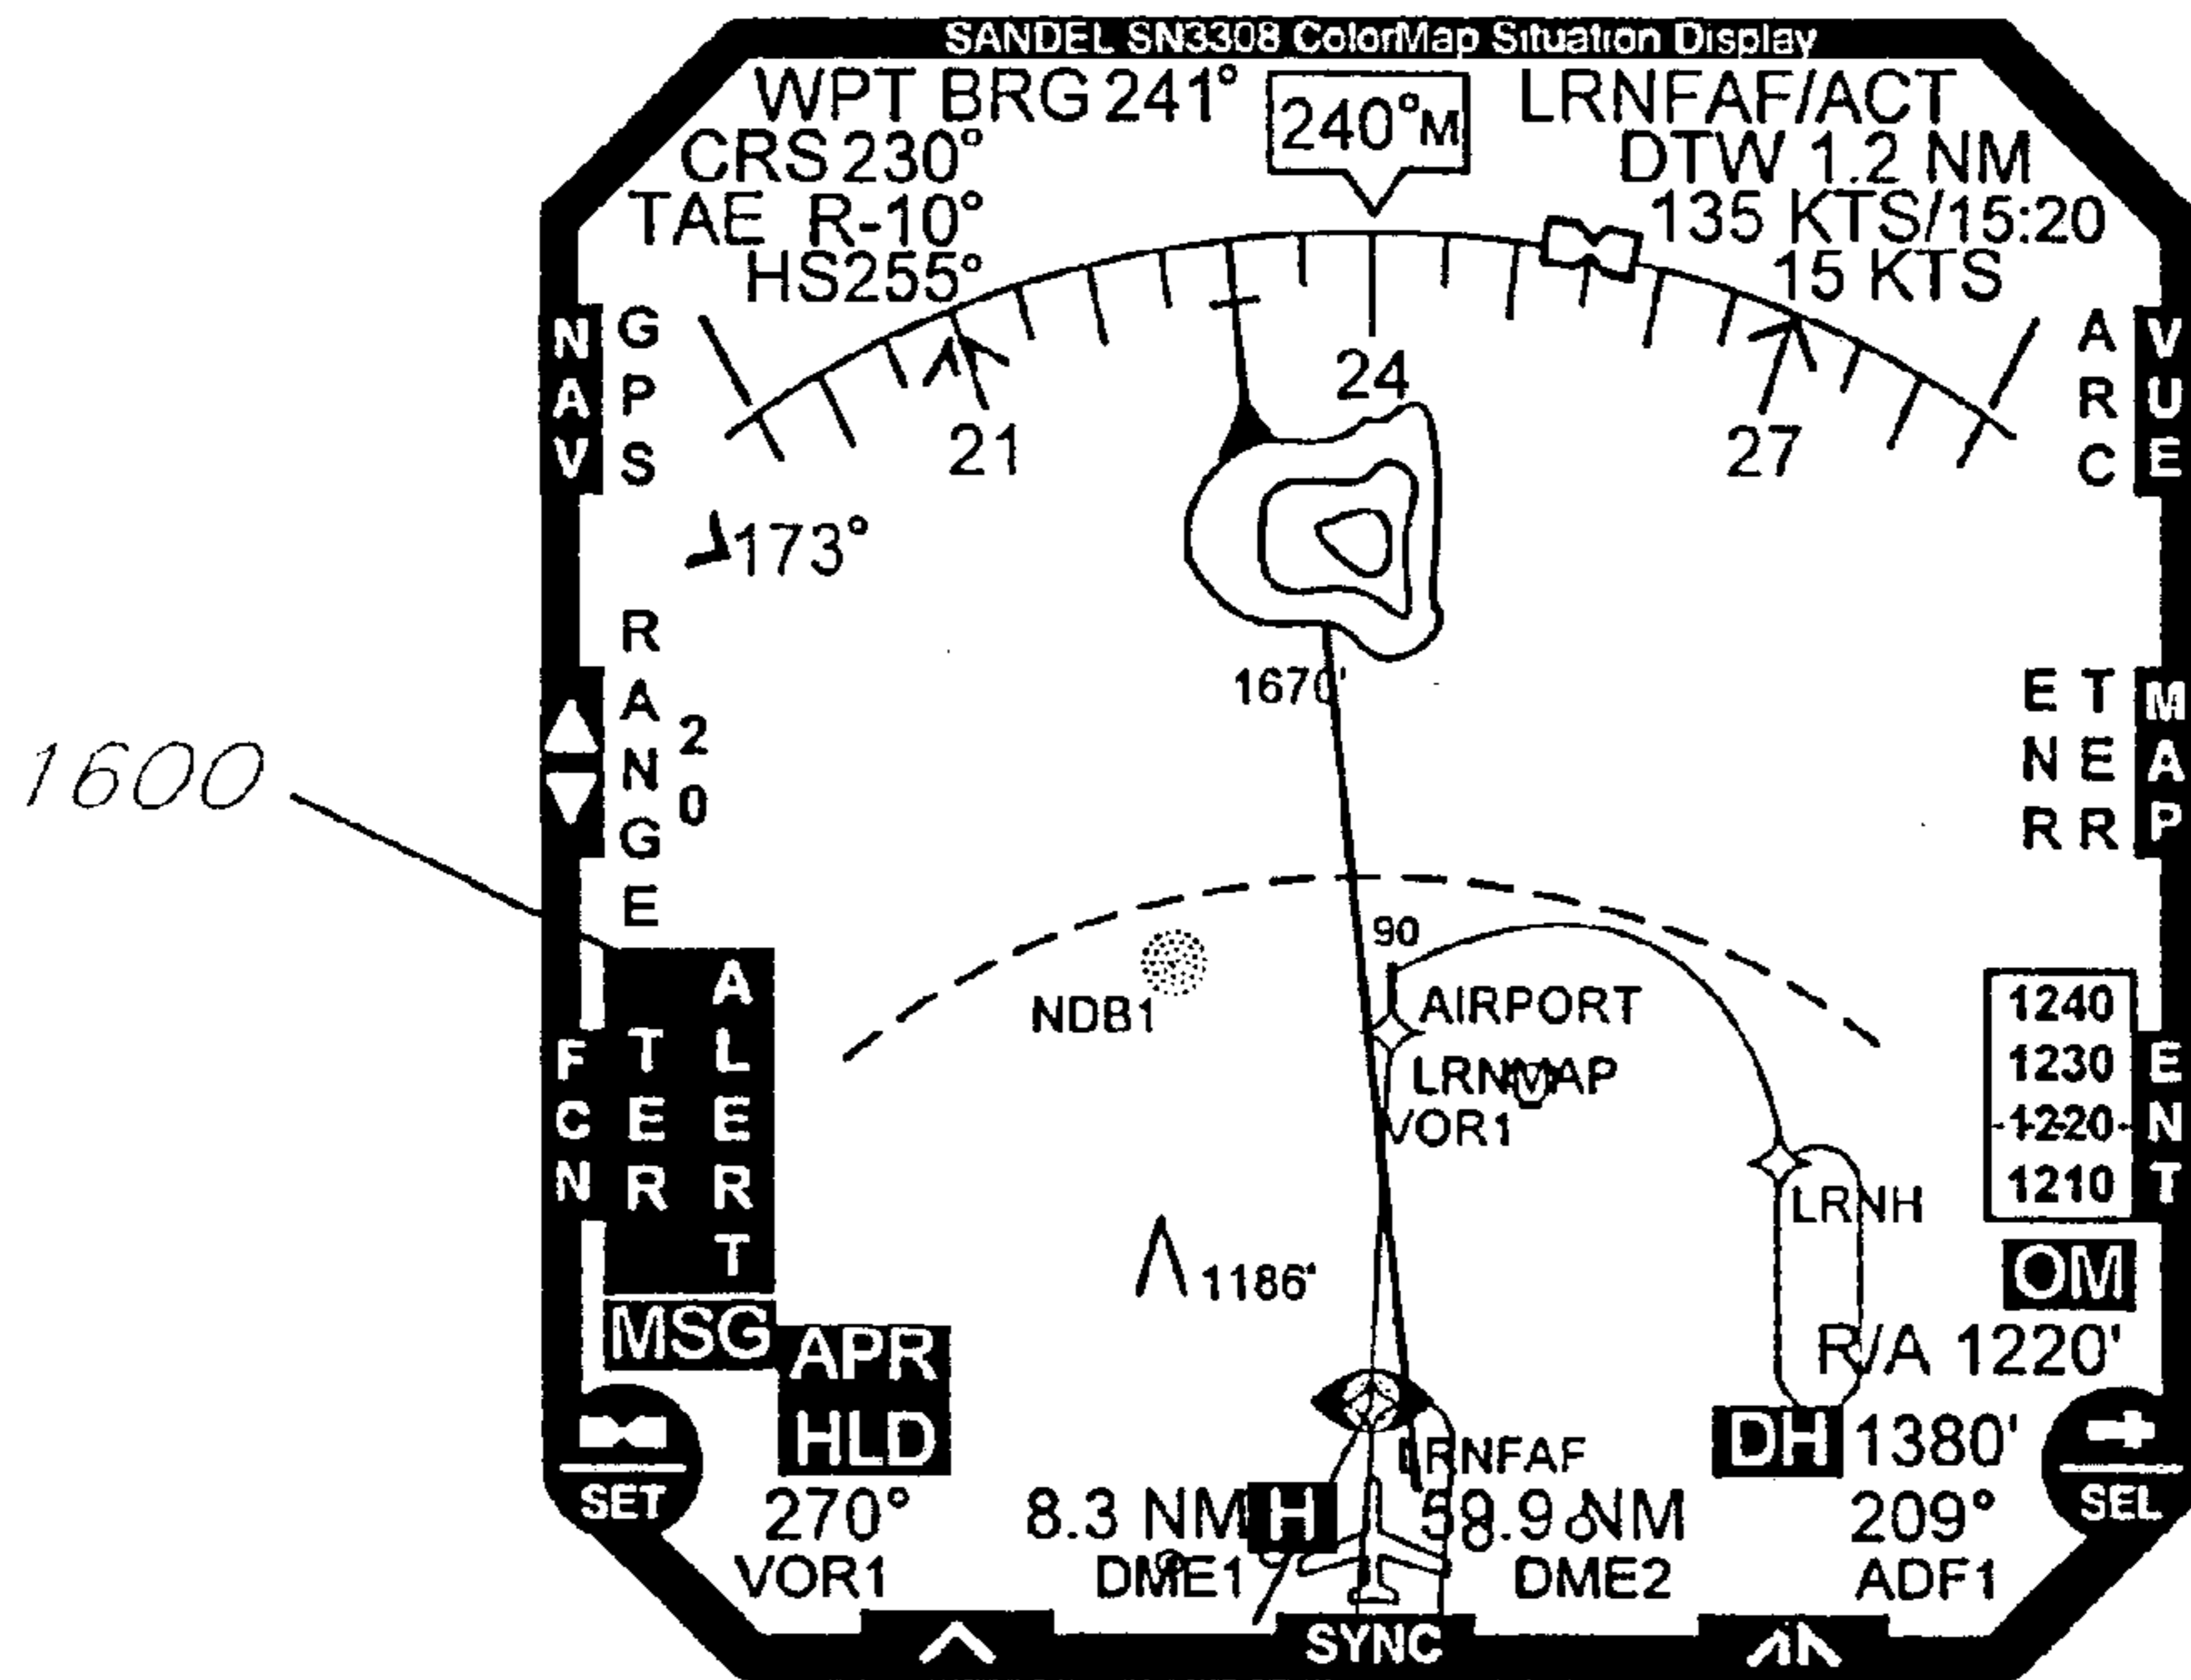 SANDEL SN3308 ColorMap Situation Display
WPT BRG 241°
240°M
LRNFAF/ACT
CRS 230°
DTW 1.2 NM
TAE R-10°
135 KTS/15:20
HS255°
15 KTS
NAV
GPS
ARC
VUE
24
21
27
173°
RANGE
20
1670'
ENR
TER
MAP
1600
90
NDB1
AIRPORT
LRNMAP
VOR1
FCN
TER
ALERT
1240
1230
1220
1210
ENT
LRNH
1186'
OM
MSG
APR
HLD
R/A 1220'
DH 1380'
SET
LRNFAF
SEL
270°
8.3 NM
H
209°
VOR1
DME1
DME2
ADF1
SYNC